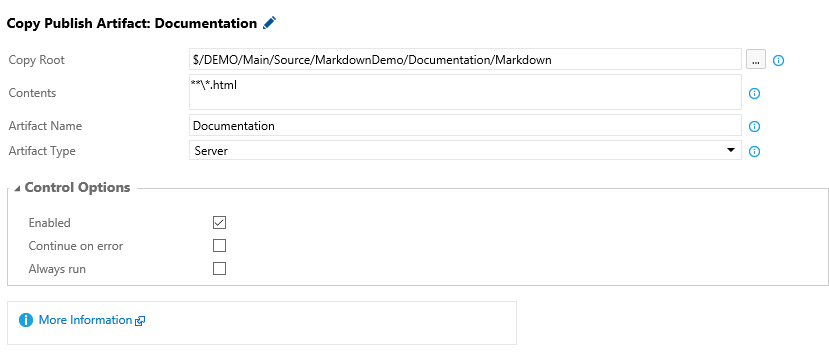 Copy Publish Artifact: Documentation
Copy Root $/DEMO/Main/Source/MarkdownDemo/Documentation/Markdown ...
Contents **\*.html
Artifact Name Documentation
Artifact Type Server
Control Options
Enabled
Continue on error
Always run
More Information